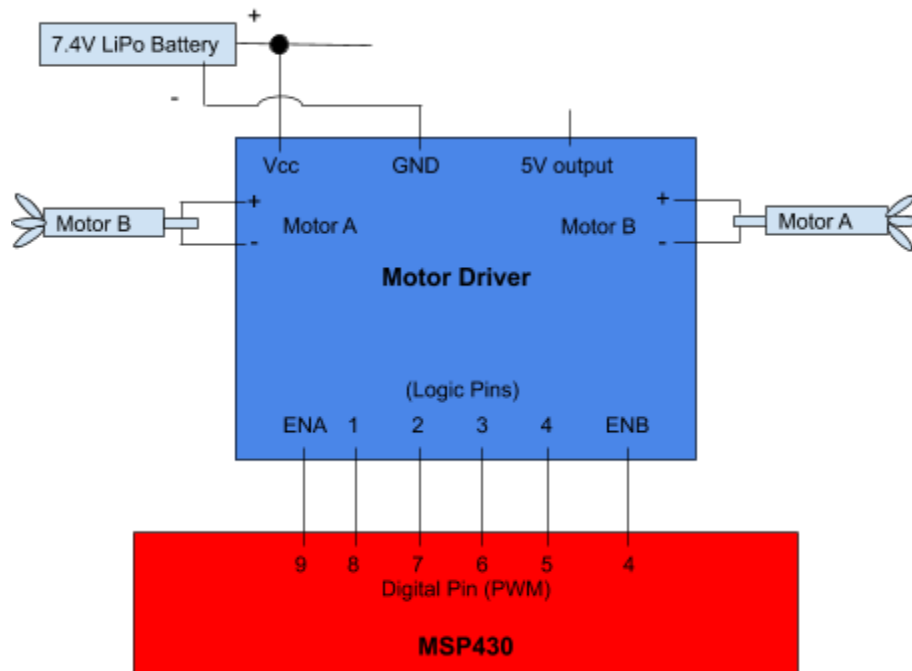 +
7.4V LiPo Battery
-
Vcc GND 5V output
+ +
Motor B Motor A Motor B Motor A
- -
Motor Driver
(Logic Pins)
ENA 1 2 3 4 ENB
9 8 7 6 5 4
Digital Pin (PWM)
MSP430